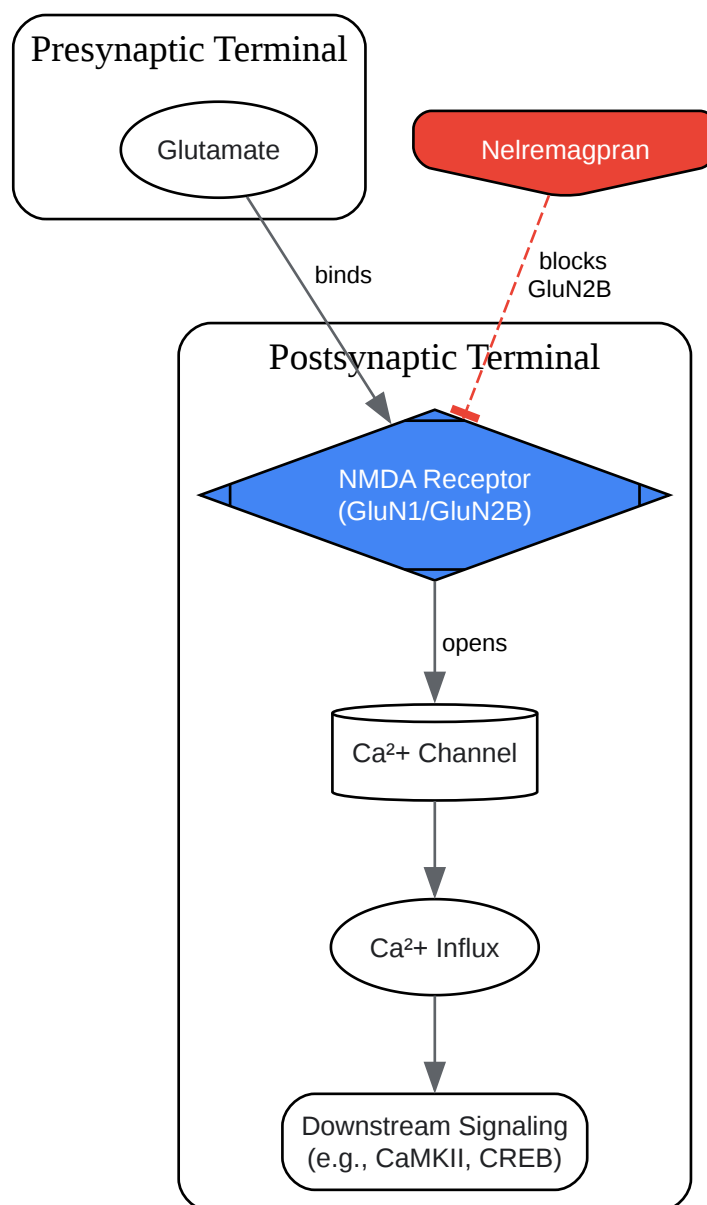 Presynaptic Terminal
Glutamate
Nelremagpran
binds
blocks
GluN2B
Postsynaptic Terminal
NMDA Receptor
(GluN1/GluN2B)
opens
Ca²+ Channel
Ca²+ Influx
Downstream Signaling
(e.g., CaMKII, CREB)